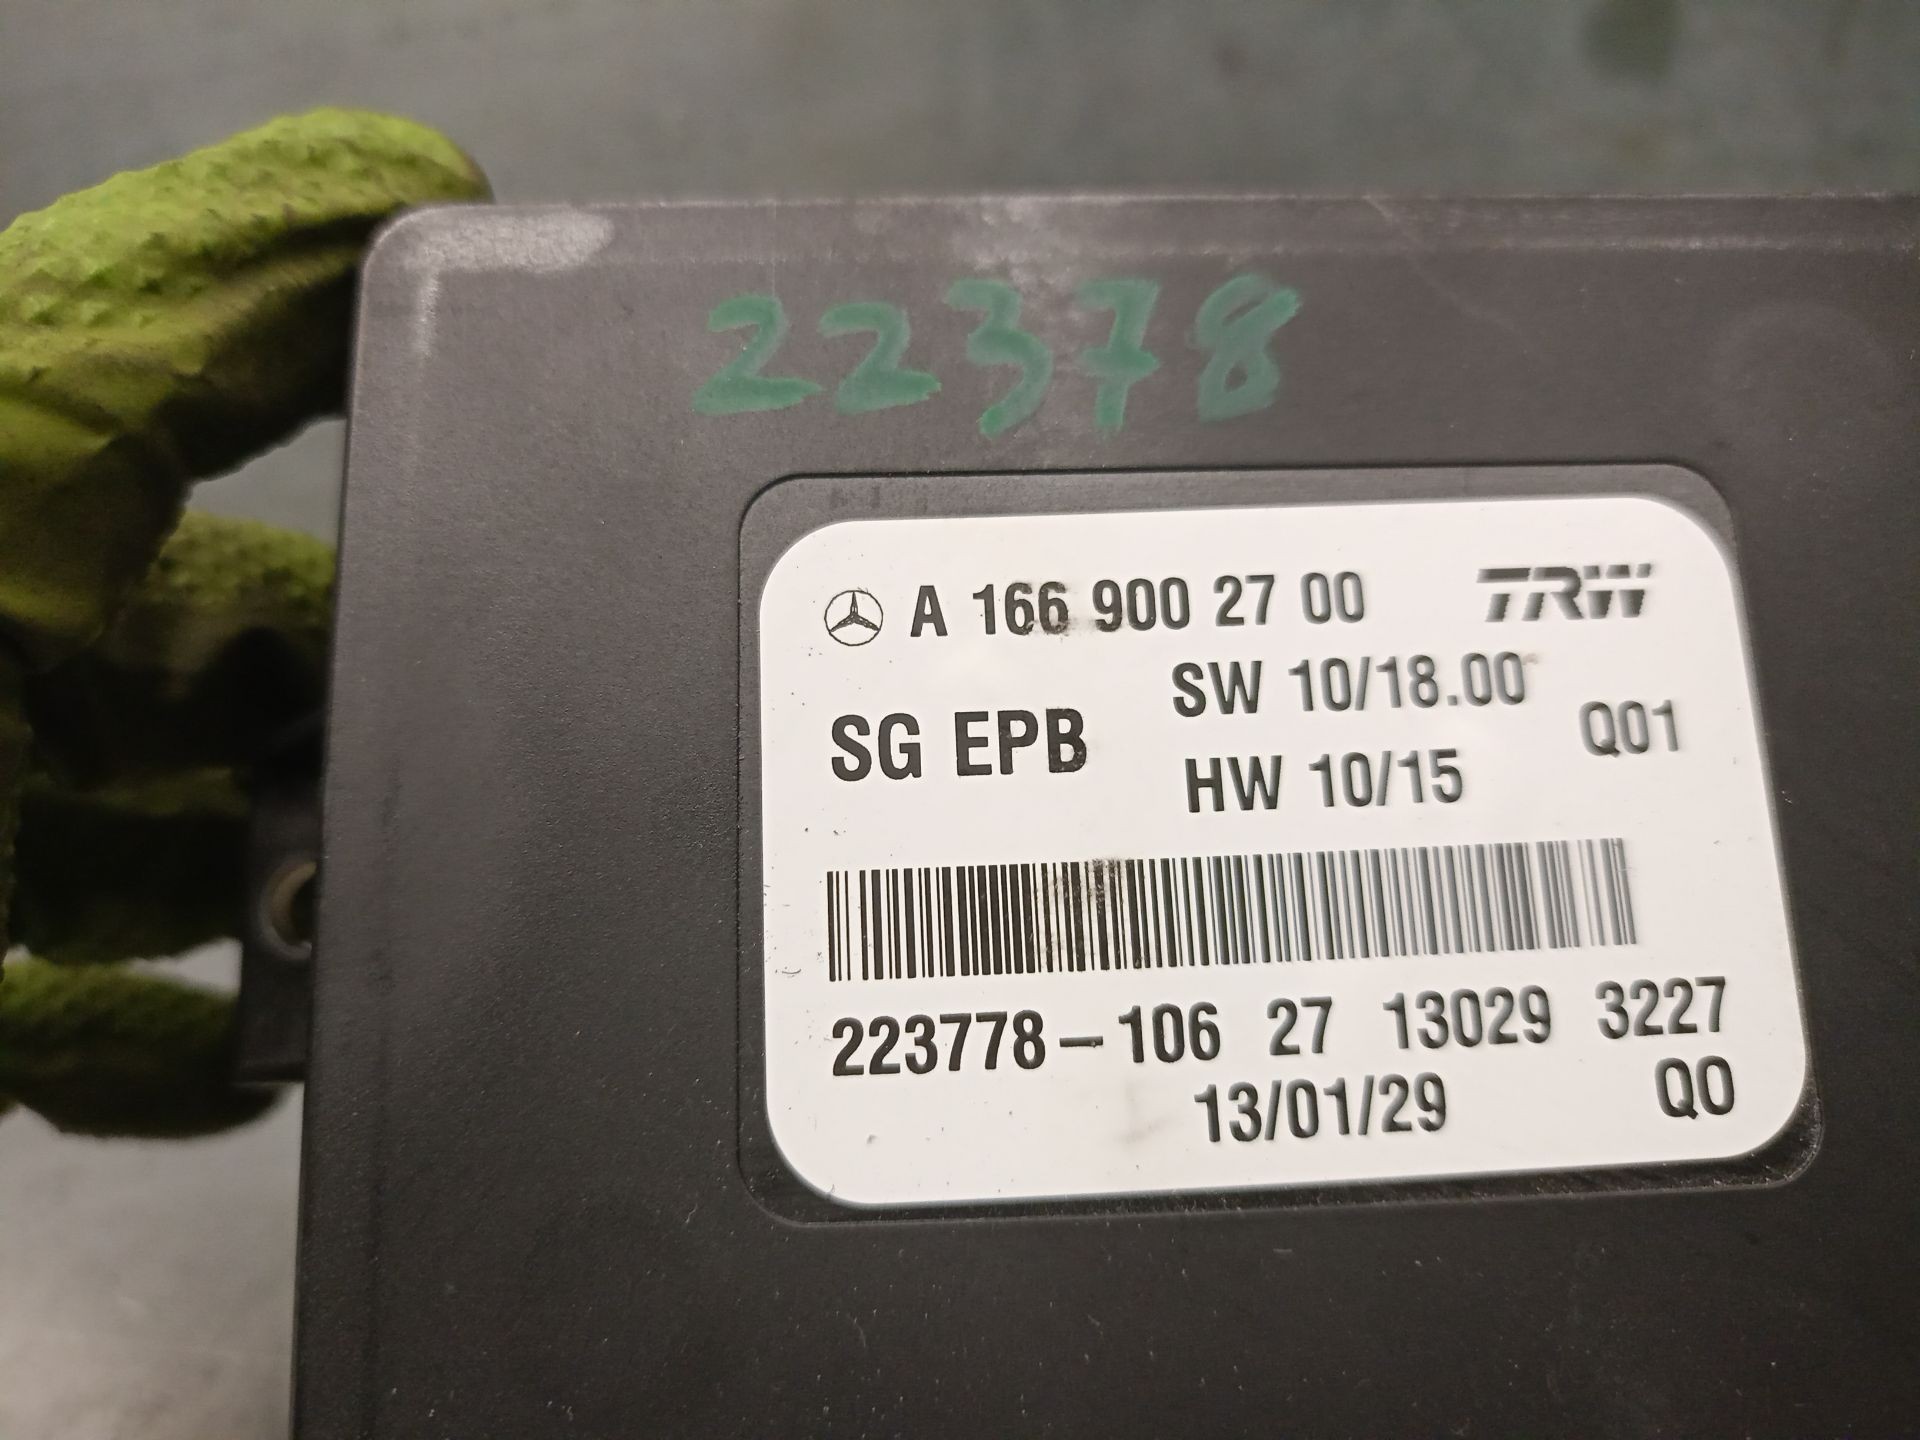 22378
A 166 900 27 00 TRW
SW 10/18.00
SG EPB Q01
HW 10/15
223778-106 27 13029 3227
13/01/29 Q0